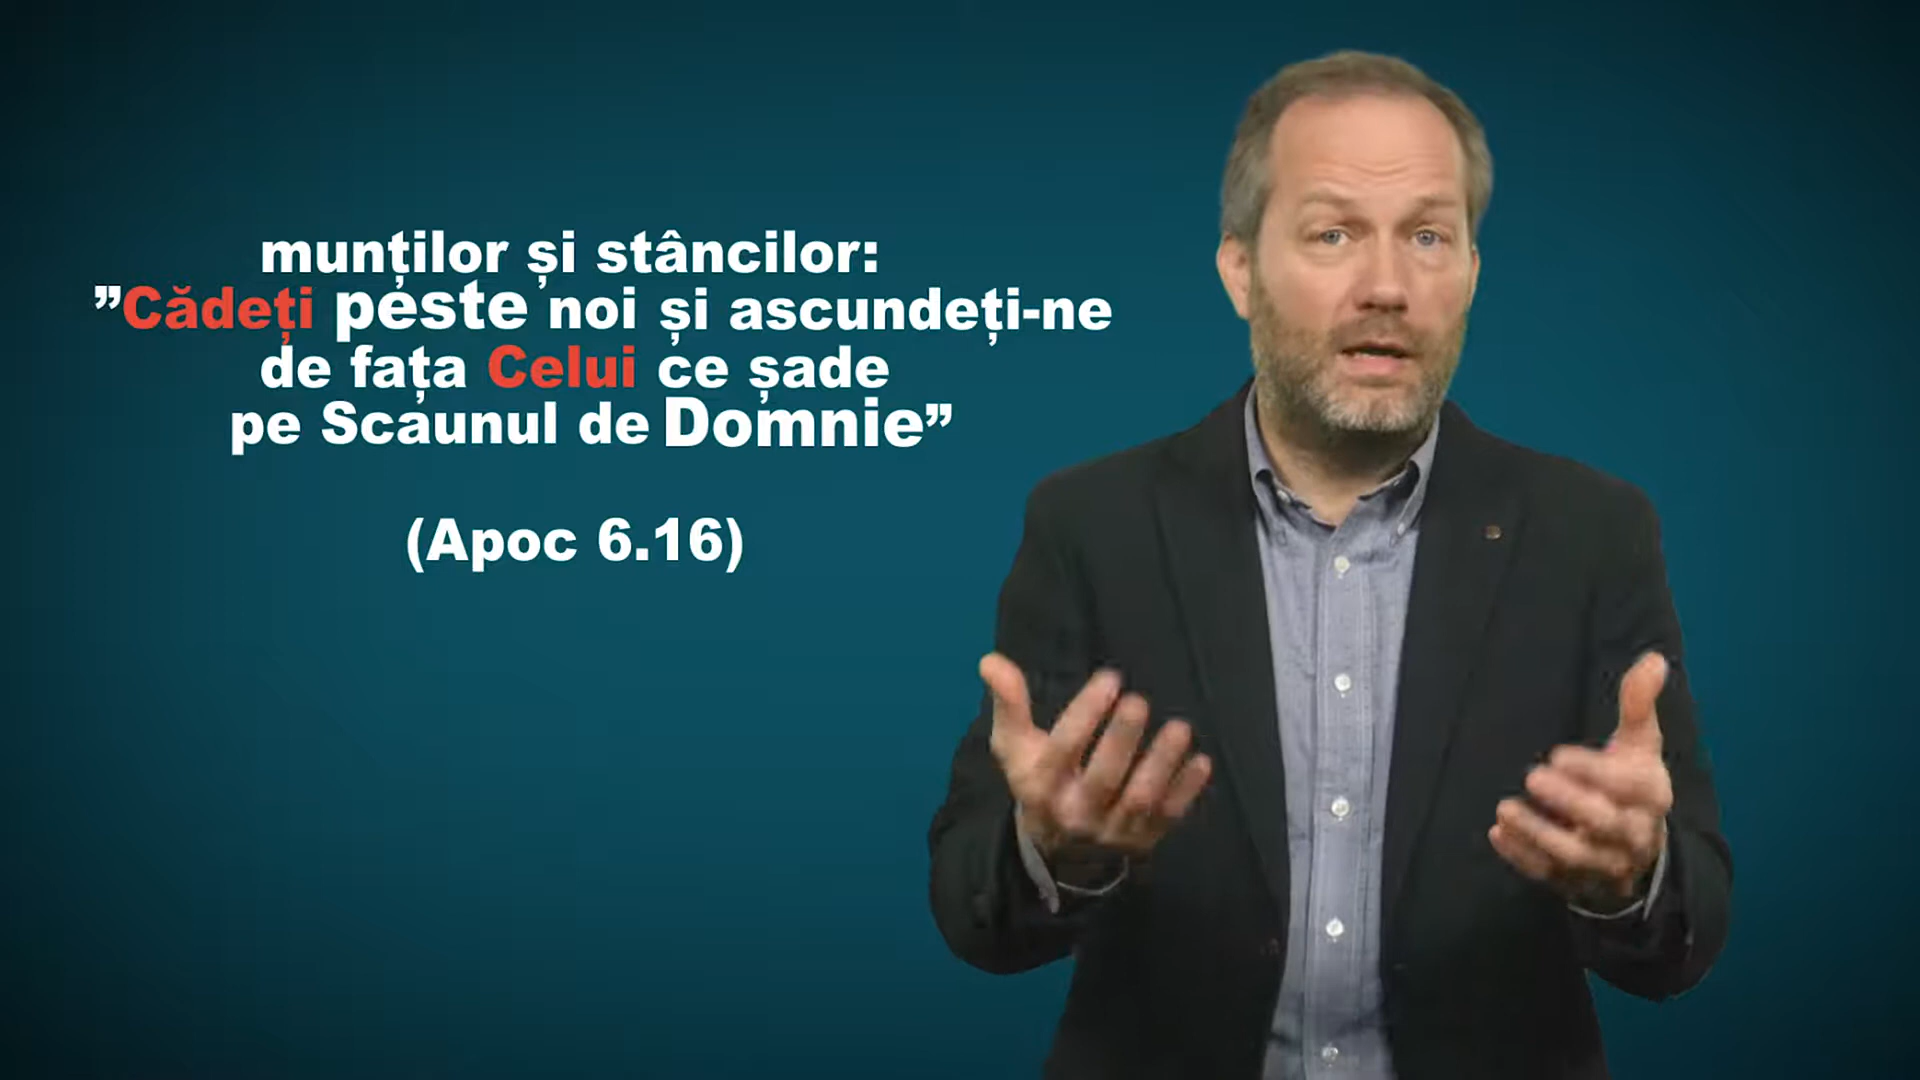 munților și stâncilor:
”Cădeți peste noi și ascundeți-ne
de fața Celui ce șade
pe Scaunul de Domnie”
(Apoc 6.16)